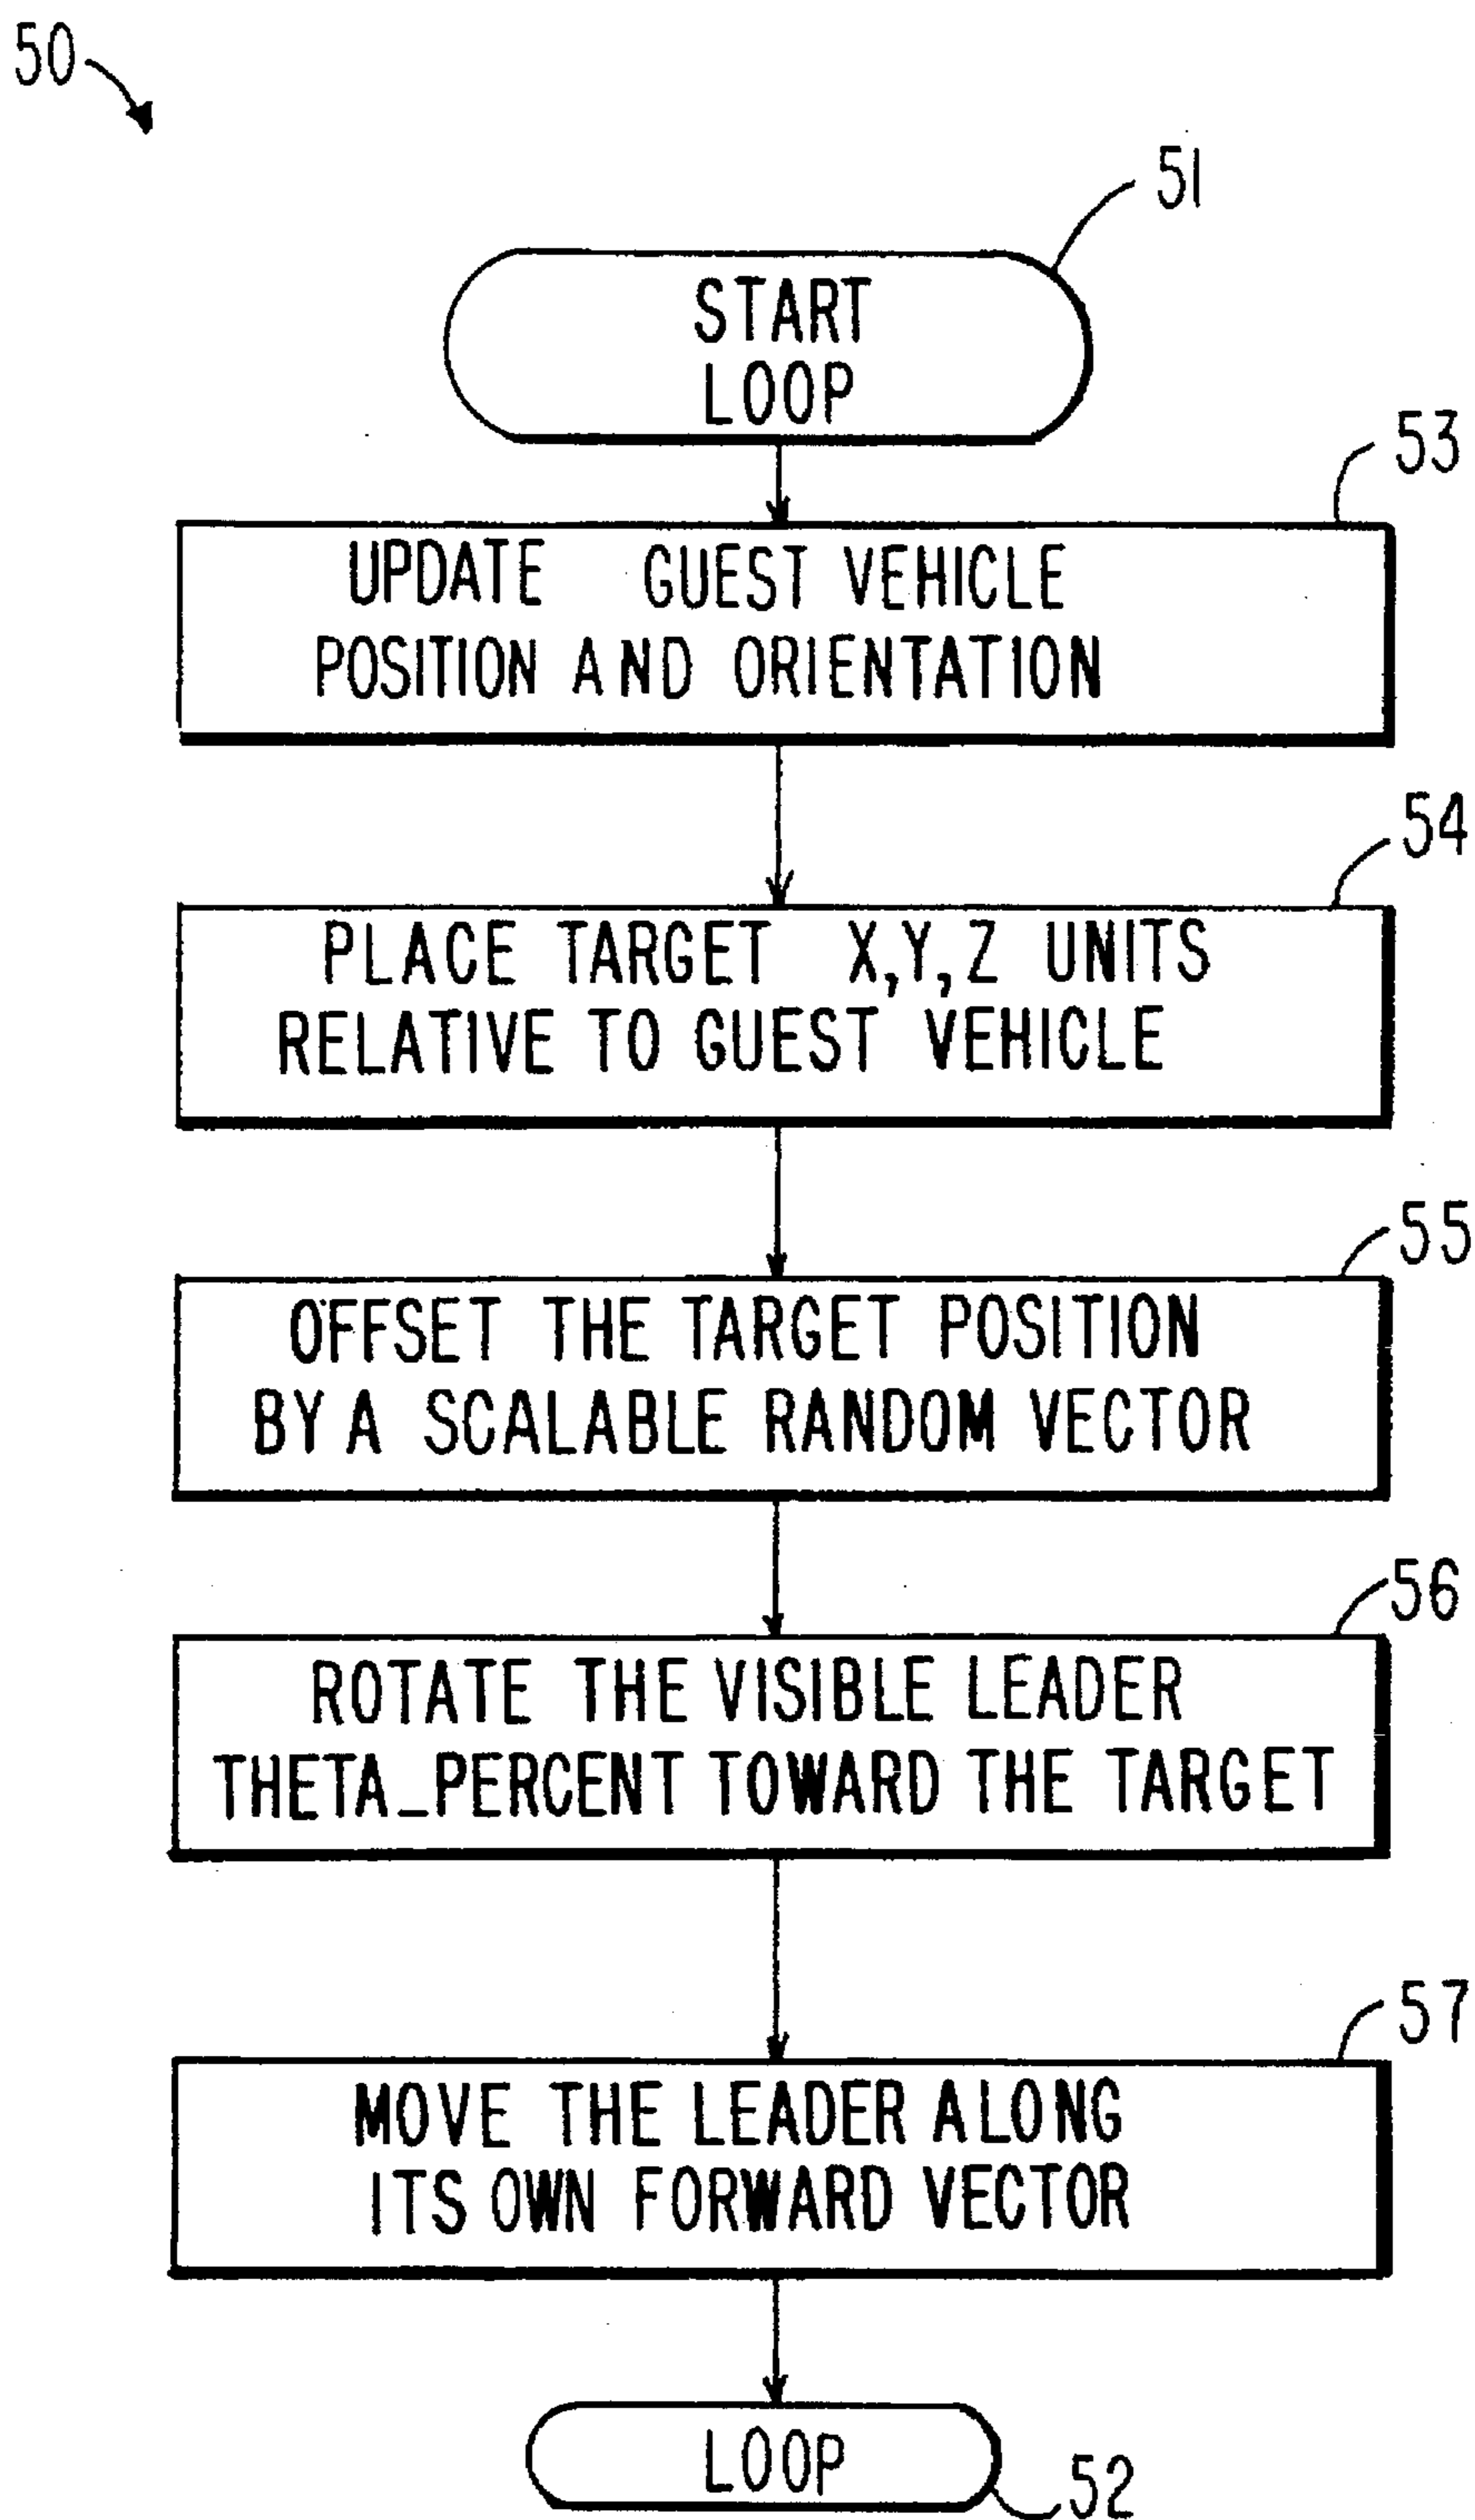 50
51
START
LOOP
53
UPDATE GUEST VEHICLE
POSITION AND ORIENTATION
54
PLACE TARGET X,Y,Z UNITS
RELATIVE TO GUEST VEHICLE
55
OFFSET THE TARGET POSITION
BY A SCALABLE RANDOM VECTOR
56
ROTATE THE VISIBLE LEADER
THETA_PERCENT TOWARD THE TARGET
57
MOVE THE LEADER ALONG
ITS OWN FORWARD VECTOR
LOOP
52